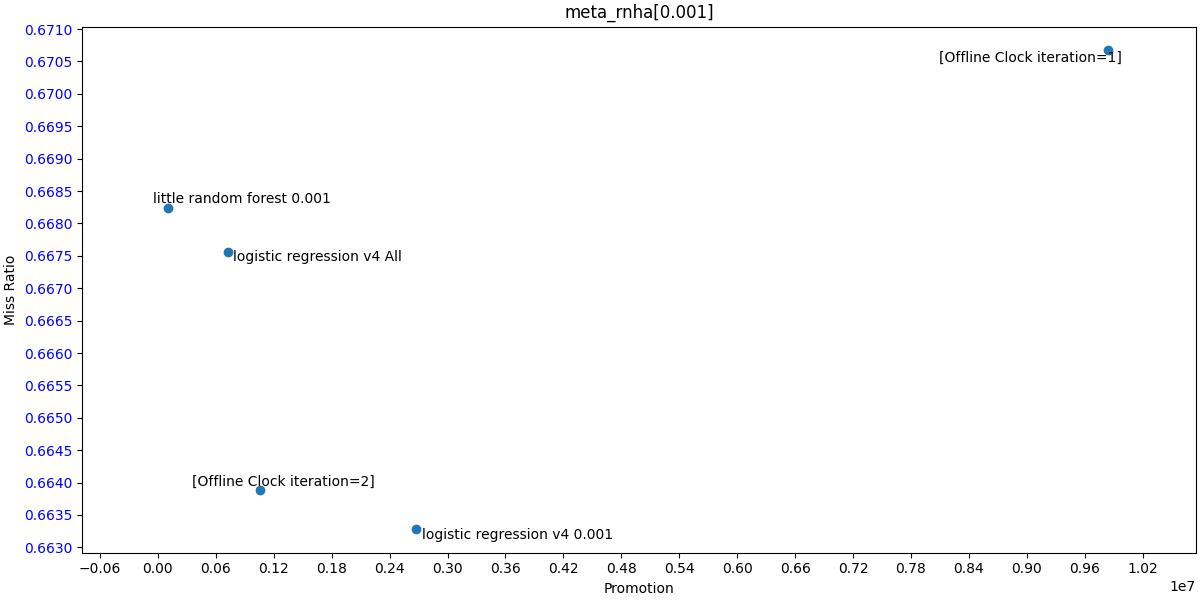 meta_rnha[0.001]
0.6710
0.6705
0.6700
0.6695
0.6690
0.6685
0.6680
0.6675
0.6670
0.6665
0.6660
0.6655
0.6650
0.6645
0.6640
0.6635
0.6630
Miss Ratio
[Offline Clock iteration=1]
little random forest 0.001
logistic regression v4 All
[Offline Clock iteration=2]
logistic regression v4 0.001
−0.06 0.00 0.06 0.12 0.18 0.24 0.30 0.36 0.42 0.48 0.54 0.60 0.66 0.72 0.78 0.84 0.90 0.96 1.02
1e7
Promotion